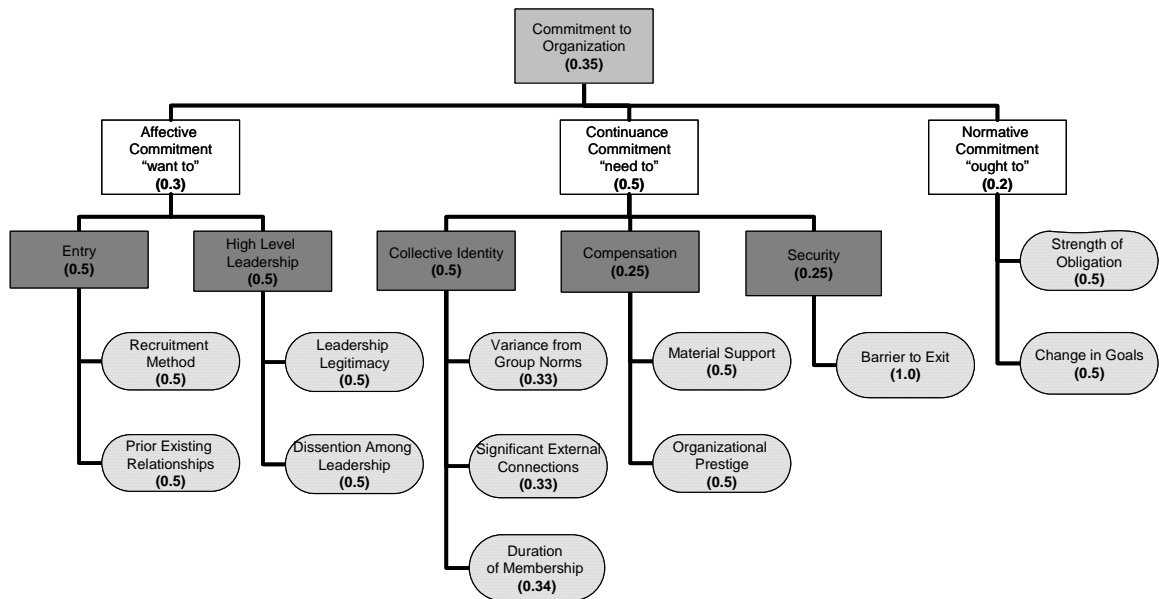 Commitment to
Organization
(0.35)
Affective
Commitment
“want to”
(0.3)
Continuance
Commitment
“need to”
(0.5)
Normative
Commitment
“ought to”
(0.2)
Entry
(0.5)
High Level
Leadership
(0.5)
Collective Identity
(0.5)
Compensation
(0.25)
Security
(0.25)
Strength of
Obligation
(0.5)
Recruitment
Method
(0.5)
Leadership
Legitimacy
(0.5)
Variance from
Group Norms
(0.33)
Material Support
(0.5)
Barrier to Exit
(1.0)
Change in Goals
(0.5)
Prior Existing
Relationships
(0.5)
Dissention Among
Leadership
(0.5)
Significant External
Connections
(0.33)
Organizational
Prestige
(0.5)
Duration
of Membership
(0.34)